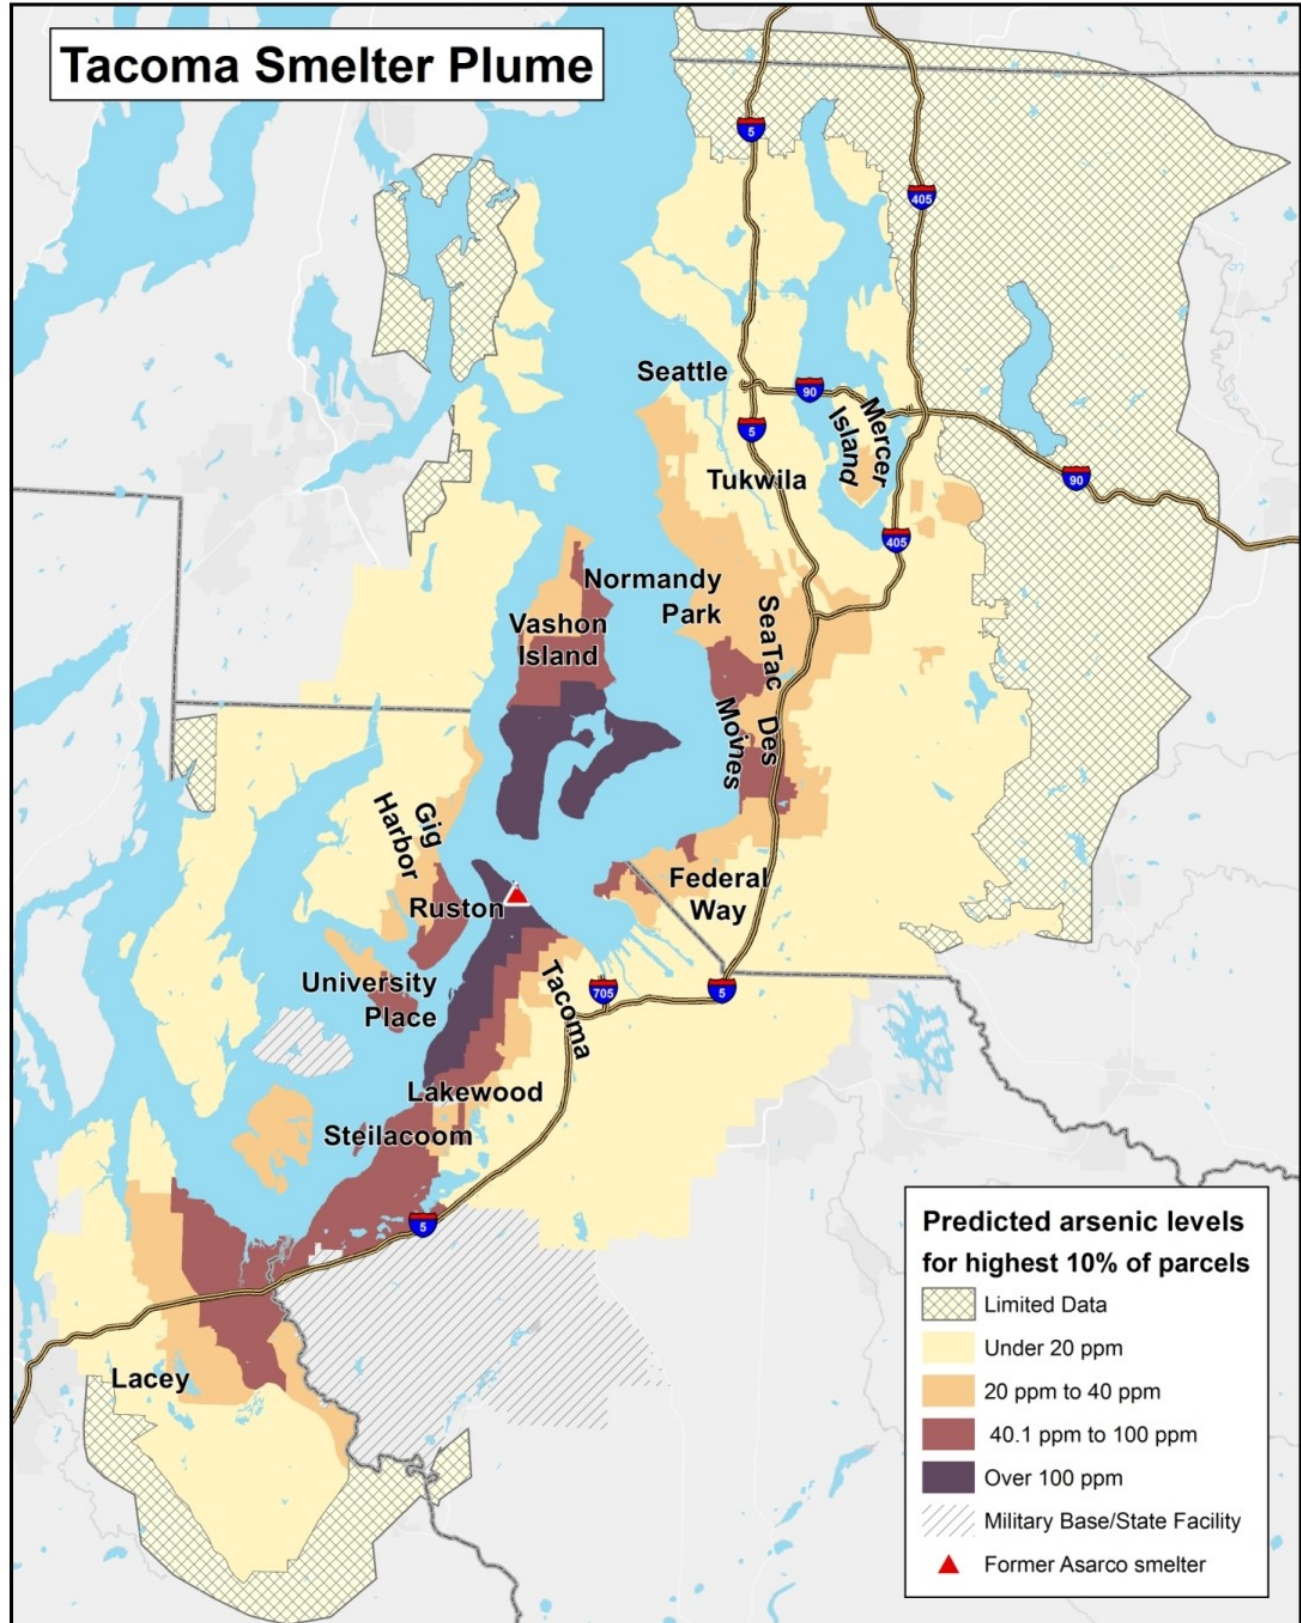 Tacoma Smelter Plume
5
405
Seattle
90
Mercer
Island
5
Tukwila
90
405
Normandy
Park
Vashon
Island
SeaTac
Des
Moines
Gig
Harbor
Federal
Way
Ruston
University
Place
Tacoma
705
5
Lakewood
Steilacoom
5
Lacey
Predicted arsenic levels
for highest 10% of parcels
Limited Data
Under 20 ppm
20 ppm to 40 ppm
40.1 ppm to 100 ppm
Over 100 ppm
Military Base/State Facility
Former Asarco smelter